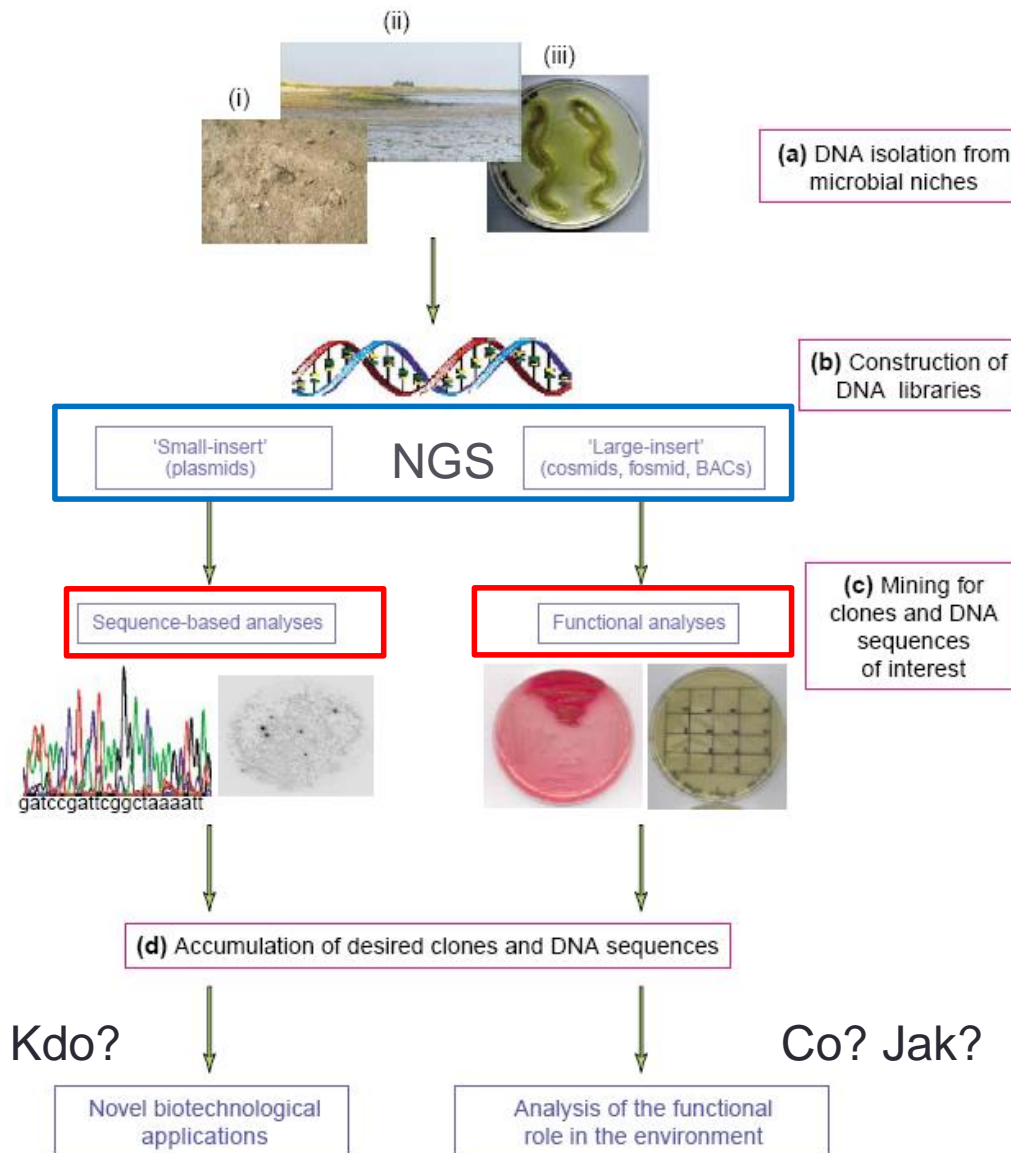 (ii)
(iii)
(i)
(a) DNA isolation from
microbial niches
(b) Construction of
DNA libraries
'Small-insert'
(plasmids)
NGS
'Large-insert'
(cosmids, fosmid, BACs)
(c) Mining for
clones and DNA
sequences
of interest
Sequence-based analyses
Functional analyses
gatccgattcggctaaaatt
(d) Accumulation of desired clones and DNA sequences
Kdo?
Co? Jak?
Novel biotechnological
applications
Analysis of the functional
role in the environment